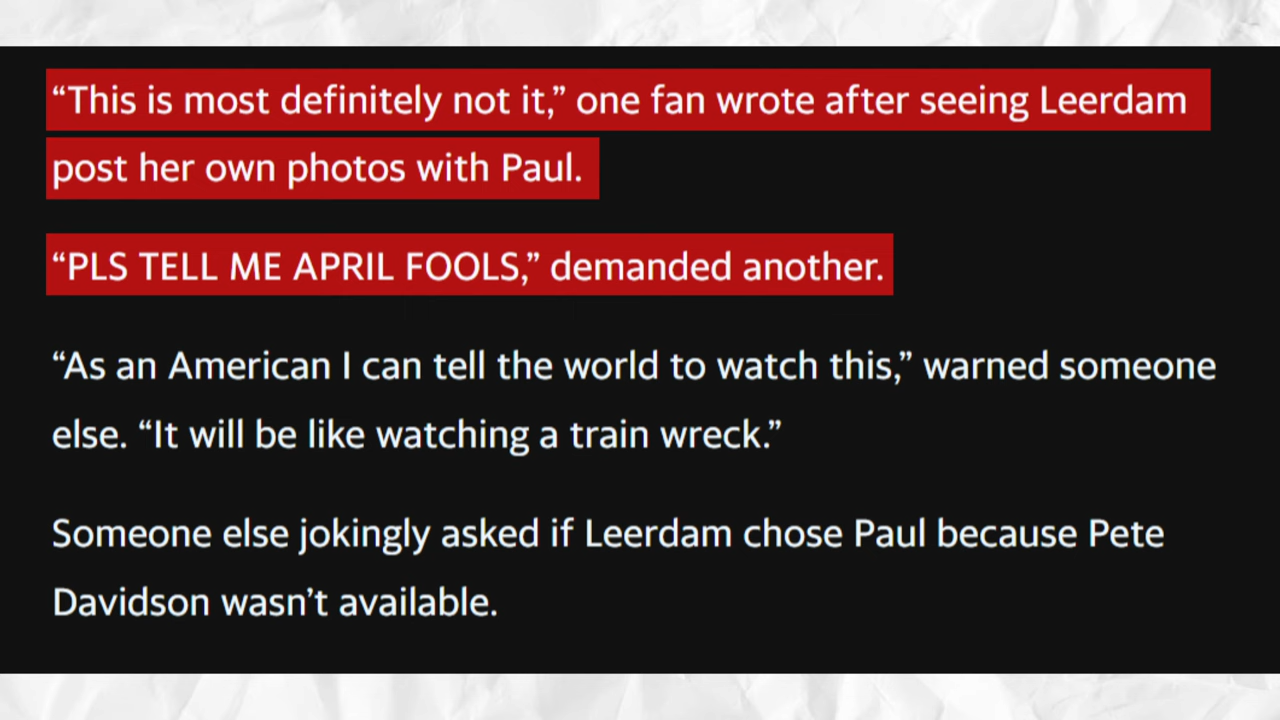 “This is most definitely not it,” one fan wrote after seeing Leerdam
post her own photos with Paul.
“PLS TELL ME APRIL FOOLS,” demanded another.
“As an American I can tell the world to watch this,” warned someone
else. “It will be like watching a train wreck.”
Someone else jokingly asked if Leerdam chose Paul because Pete
Davidson wasn’t available.